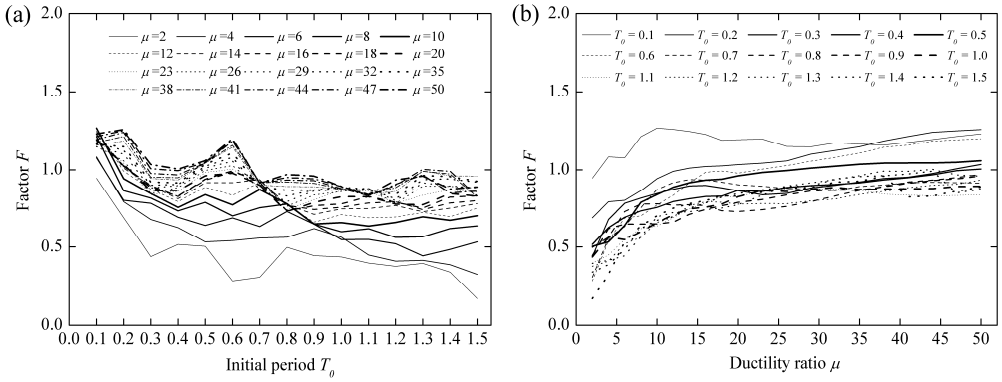 (a)
2.0
1.5
1.0
0.5
0.0
Factor F
μ=2 μ=4 μ=6 μ=8 μ=10
μ=12 μ=14 μ=16 μ=18 μ=20
μ=23 μ=26 μ=29 μ=32 μ=35
μ=38 μ=41 μ=44 μ=47 μ=50
0.0 0.1 0.2 0.3 0.4 0.5 0.6 0.7 0.8 0.9 1.0 1.1 1.2 1.3 1.4 1.5
Initial period T0
(b)
2.0
1.5
1.0
0.5
0.0
Factor F
T0 = 0.1 T0 = 0.2 T0 = 0.3 T0 = 0.4 T0 = 0.5
T0 = 0.6 T0 = 0.7 T0 = 0.8 T0 = 0.9 T0 = 1.0
T0 = 1.1 T0 = 1.2 T0 = 1.3 T0 = 1.4 T0 = 1.5
0 5 10 15 20 25 30 35 40 45 50
Ductility ratio μ